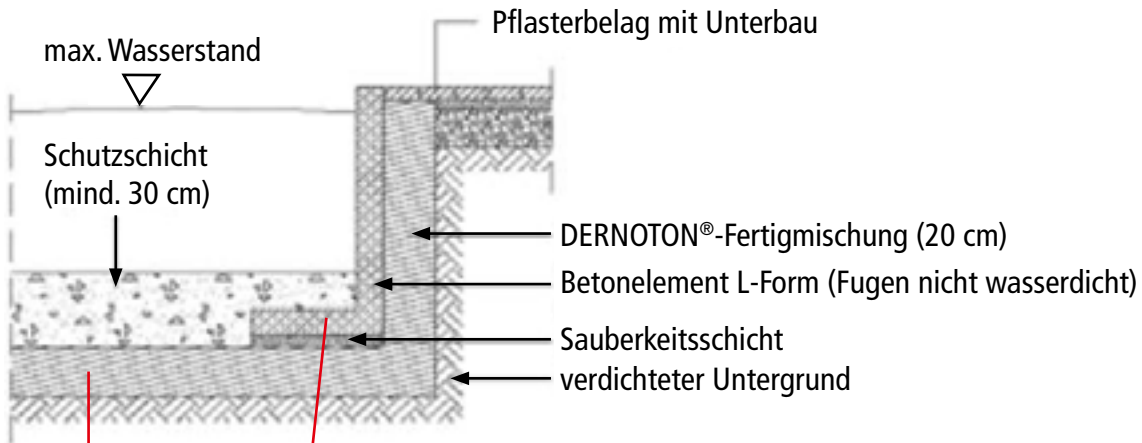 Pflasterbelag mit Unterbau
max. Wasserstand
Schutzschicht
(mind. 30 cm)
DERNOTON®-Fertigmischung (20 cm)
Betonelement L-Form (Fugen nicht wasserdicht)
Sauberkeitsschicht
verdichteter Untergrund